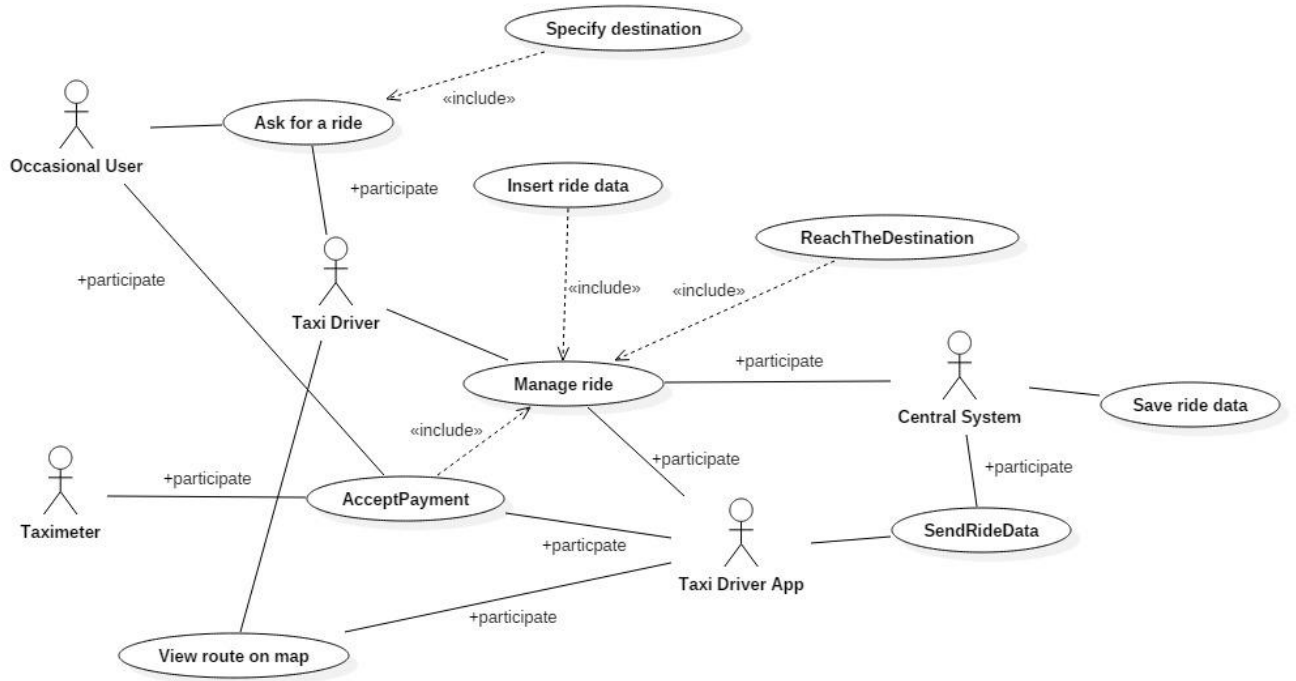 Specify destination
«include»
Ask for a ride
Occasional User
+participate
Insert ride data
ReachTheDestination
+participate
«include»
«include»
Taxi Driver
+participate
Manage ride
Central System
Save ride data
«include»
+participate
+participate
+participate
AcceptPayment
Taximeter
SendRideData
+particpate
Taxi Driver App
+participate
View route on map